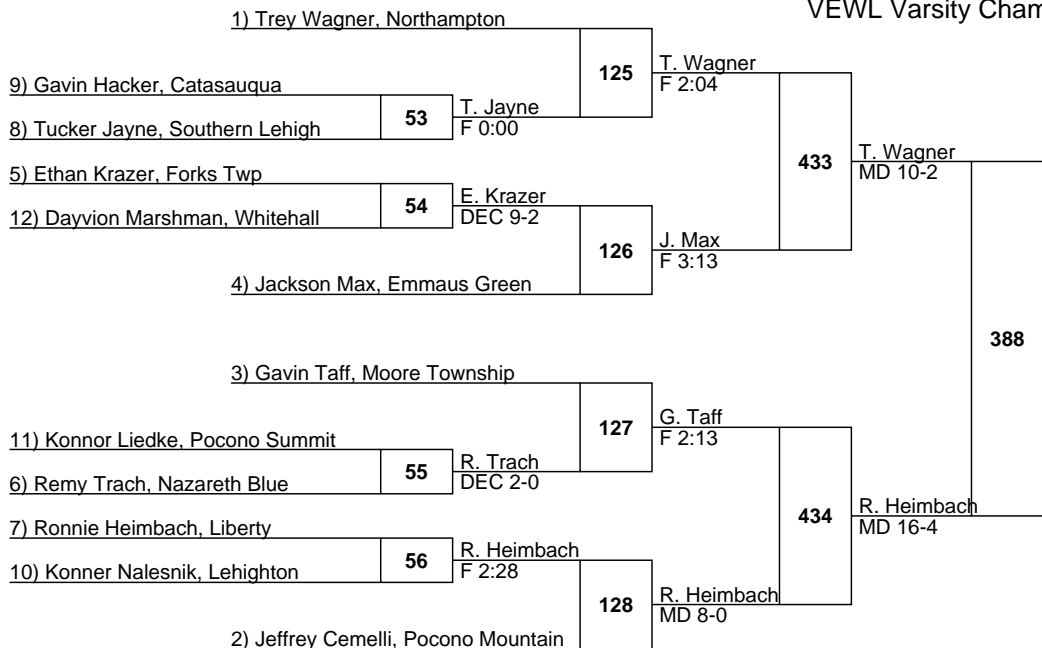 VEWL Varsity Cham
1) Trey Wagner, Northampton
125
T. Wagner
F 2:04
9) Gavin Hacker, Catasauqua
53
T. Jayne
F 0:00
8) Tucker Jayne, Southern Lehigh
433
T. Wagner
MD 10-2
5) Ethan Krazer, Forks Twp
54
E. Krazer
DEC 9-2
12) Dayvion Marshman, Whitehall
126
J. Max
F 3:13
4) Jackson Max, Emmaus Green
388
3) Gavin Taff, Moore Township
127
G. Taff
F 2:13
11) Konnor Liedke, Pocono Summit
55
R. Trach
DEC 2-0
6) Remy Trach, Nazareth Blue
434
R. Heimbach
MD 16-4
7) Ronnie Heimbach, Liberty
56
R. Heimbach
F 2:28
10) Konner Nalesnik, Lehighton
128
R. Heimbach
MD 8-0
2) Jeffrey Cemelli, Pocono Mountain